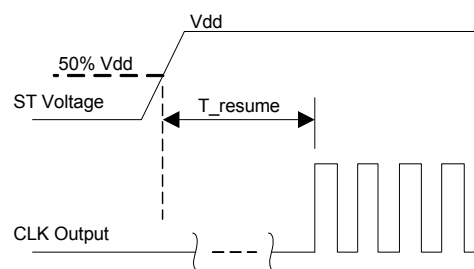 Vdd
50% Vdd
ST Voltage
T_resume
CLK Output